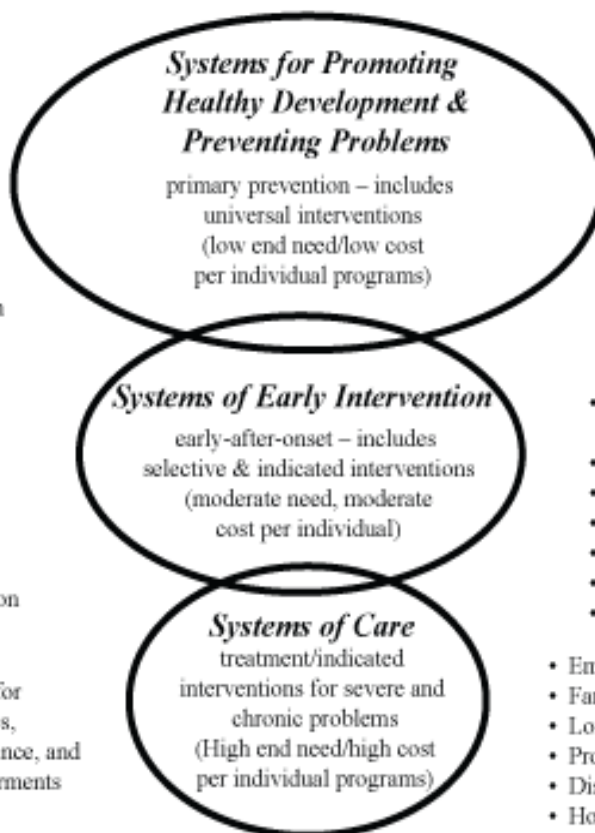 Systems for Promoting
Healthy Development &
Preventing Problems
primary prevention – includes
universal interventions
(low end need/low cost
per individual programs)
Systems of Early Intervention
early-after-onset – includes
selective & indicated interventions
(moderate need, moderate
cost per individual)
Systems of Care
treatment/indicated
interventions for severe and
chronic problems
(High end need/high cost
per individual programs)
for
and